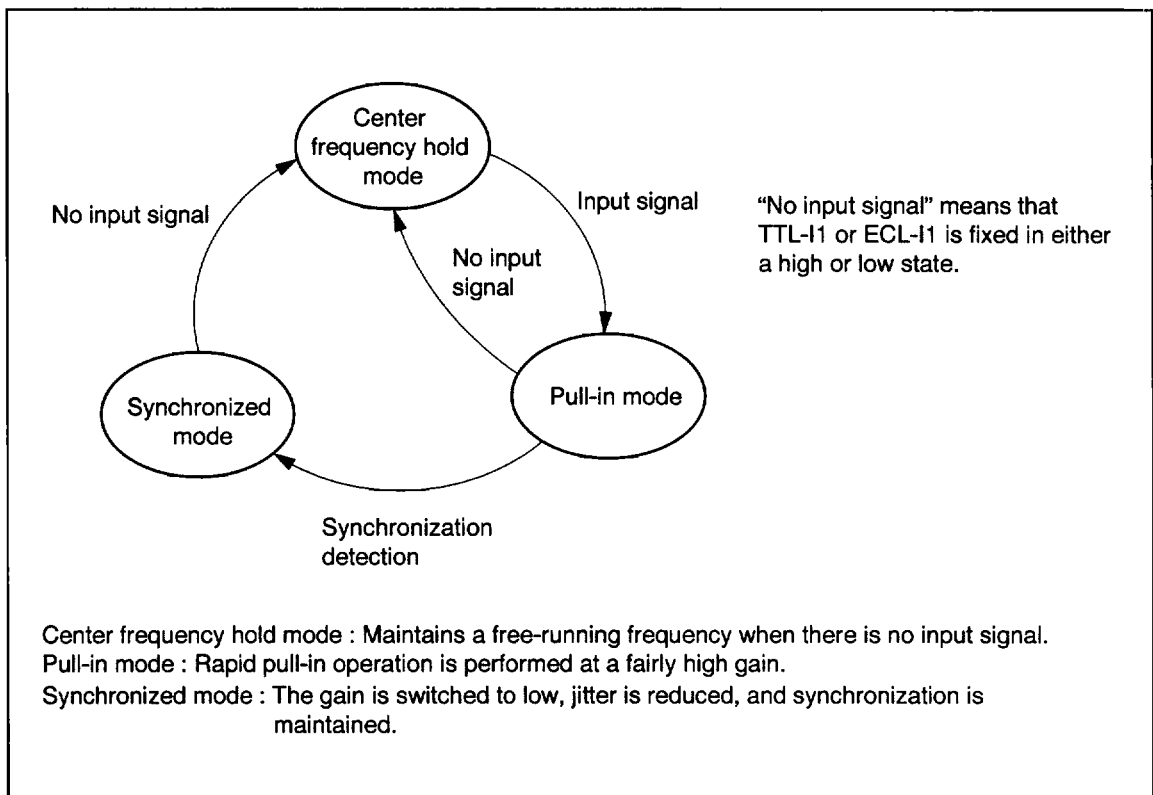 Center
frequency hold
mode
No input signal
Input signal
"No input signal" means that
TTL-I1 or ECL-I1 is fixed in either
a high or low state.
No input
signal
Synchronized
mode
Pull-in mode
Synchronization
detection
Center frequency hold mode : Maintains a free-running frequency when there is no input signal.
Pull-in mode : Rapid pull-in operation is performed at a fairly high gain.
Synchronized mode : The gain is switched to low, jitter is reduced, and synchronization is
maintained.